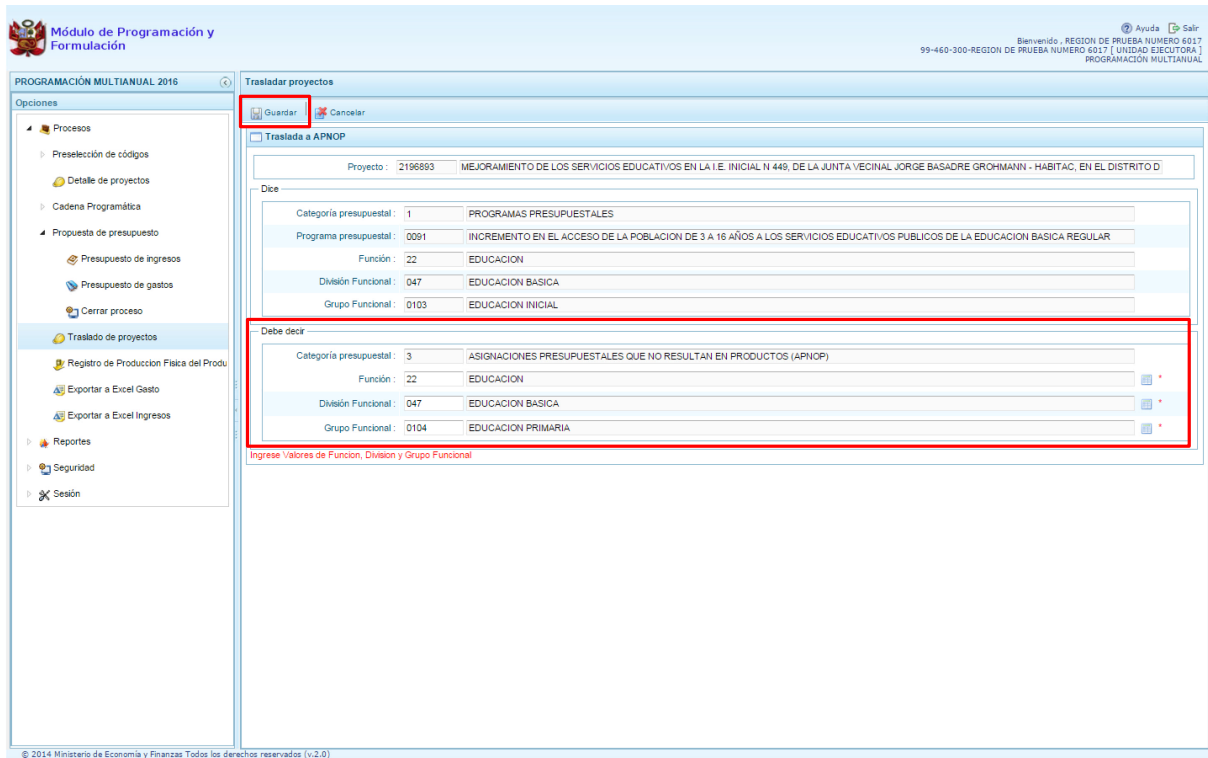 Módulo de Programación y
Formulación
Ayuda Salir
Bienvenido , REGION DE PRUEBA NUMERO 6017
99-460-300-REGION DE PRUEBA NUMERO 6017 [ UNIDAD EJECUTORA ]
PROGRAMACIÓN MULTIANUAL
PROGRAMACIÓN MULTIANUAL 2016
Opciones
Procesos
Preselección de códigos
Detalle de proyectos
Cadena Programática
Propuesta de presupuesto
Presupuesto de ingresos
Presupuesto de gastos
Cerrar proceso
Traslado de proyectos
Registro de Produccion Fisica del Produ
Exportar a Excel Gasto
Exportar a Excel Ingresos
Reportes
Seguridad
Sesión
Trasladar proyectos
Guardar Cancelar
Traslada a APNOP
Proyecto : 2196893 MEJORAMIENTO DE LOS SERVICIOS EDUCATIVOS EN LA I.E. INICIAL N 449, DE LA JUNTA VECINAL JORGE BASADRE GROHMANN - HABITAC, EN EL DISTRITO D
Dice
Categoría presupuestal : 1 PROGRAMAS PRESUPUESTALES
Programa presupuestal : 0091 INCREMENTO EN EL ACCESO DE LA POBLACION DE 3 A 16 AÑOS A LOS SERVICIOS EDUCATIVOS PUBLICOS DE LA EDUCACION BASICA REGULAR
Función : 22 EDUCACION
División Funcional : 047 EDUCACION BASICA
Grupo Funcional : 0103 EDUCACION INICIAL
Debe decir
Categoría presupuestal : 3 ASIGNACIONES PRESUPUESTALES QUE NO RESULTAN EN PRODUCTOS (APNOP)
Función : 22 EDUCACION *
División Funcional : 047 EDUCACION BASICA *
Grupo Funcional : 0104 EDUCACION PRIMARIA *
Ingrese Valores de Funcion, Division y Grupo Funcional
© 2014 Ministerio de Economía y Finanzas Todos los derechos reservados (v.2.0)